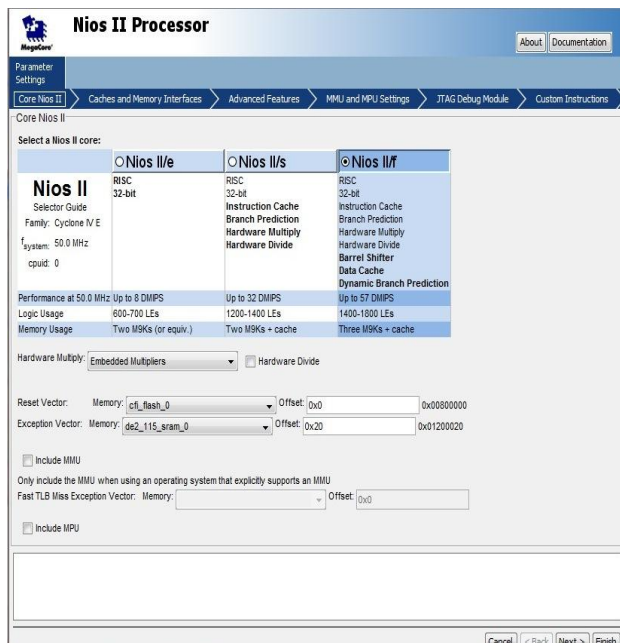 Nios II Processor
MegaCore'
About Documentation
Parameter
Settings
Core Nios II Caches and Memory Interfaces Advanced Features MMU and MPU Settings JTAG Debug Module Custom Instructions
Core Nios II
Select a Nios II core:
Nios II/e Nios II/s Nios II/f
Nios II
Selector Guide
Family: Cyclone IV E
fsystem: 50.0 MHz
cpuid: 0
RISC
32-bit
RISC
32-bit
Instruction Cache
Branch Prediction
Hardware Multiply
Hardware Divide
RISC
32-bit
Instruction Cache
Branch Prediction
Hardware Multiply
Hardware Divide
Barrel Shifter
Data Cache
Dynamic Branch Prediction
Performance at 50.0 MHz Up to 8 DMIPS Up to 32 DMIPS Up to 57 DMIPS
Logic Usage 600-700 LEs 1200-1400 LEs 1400-1800 LEs
Memory Usage Two M9Ks (or equiv.) Two M9Ks + cache Three M9Ks + cache
Hardware Multiply: Embedded Multipliers Hardware Divide
Reset Vector: Memory: cfi_flash_0 Offset: 0x0 0x00800000
Exception Vector: Memory: de2_115_sram_0 Offset: 0x20 0x01200020
Include MMU
Only include the MMU when using an operating system that explicitly supports an MMU
Fast TLB Miss Exception Vector: Memory: Offset: 0x0
Include MPU
Cancel < Back Next > Finish